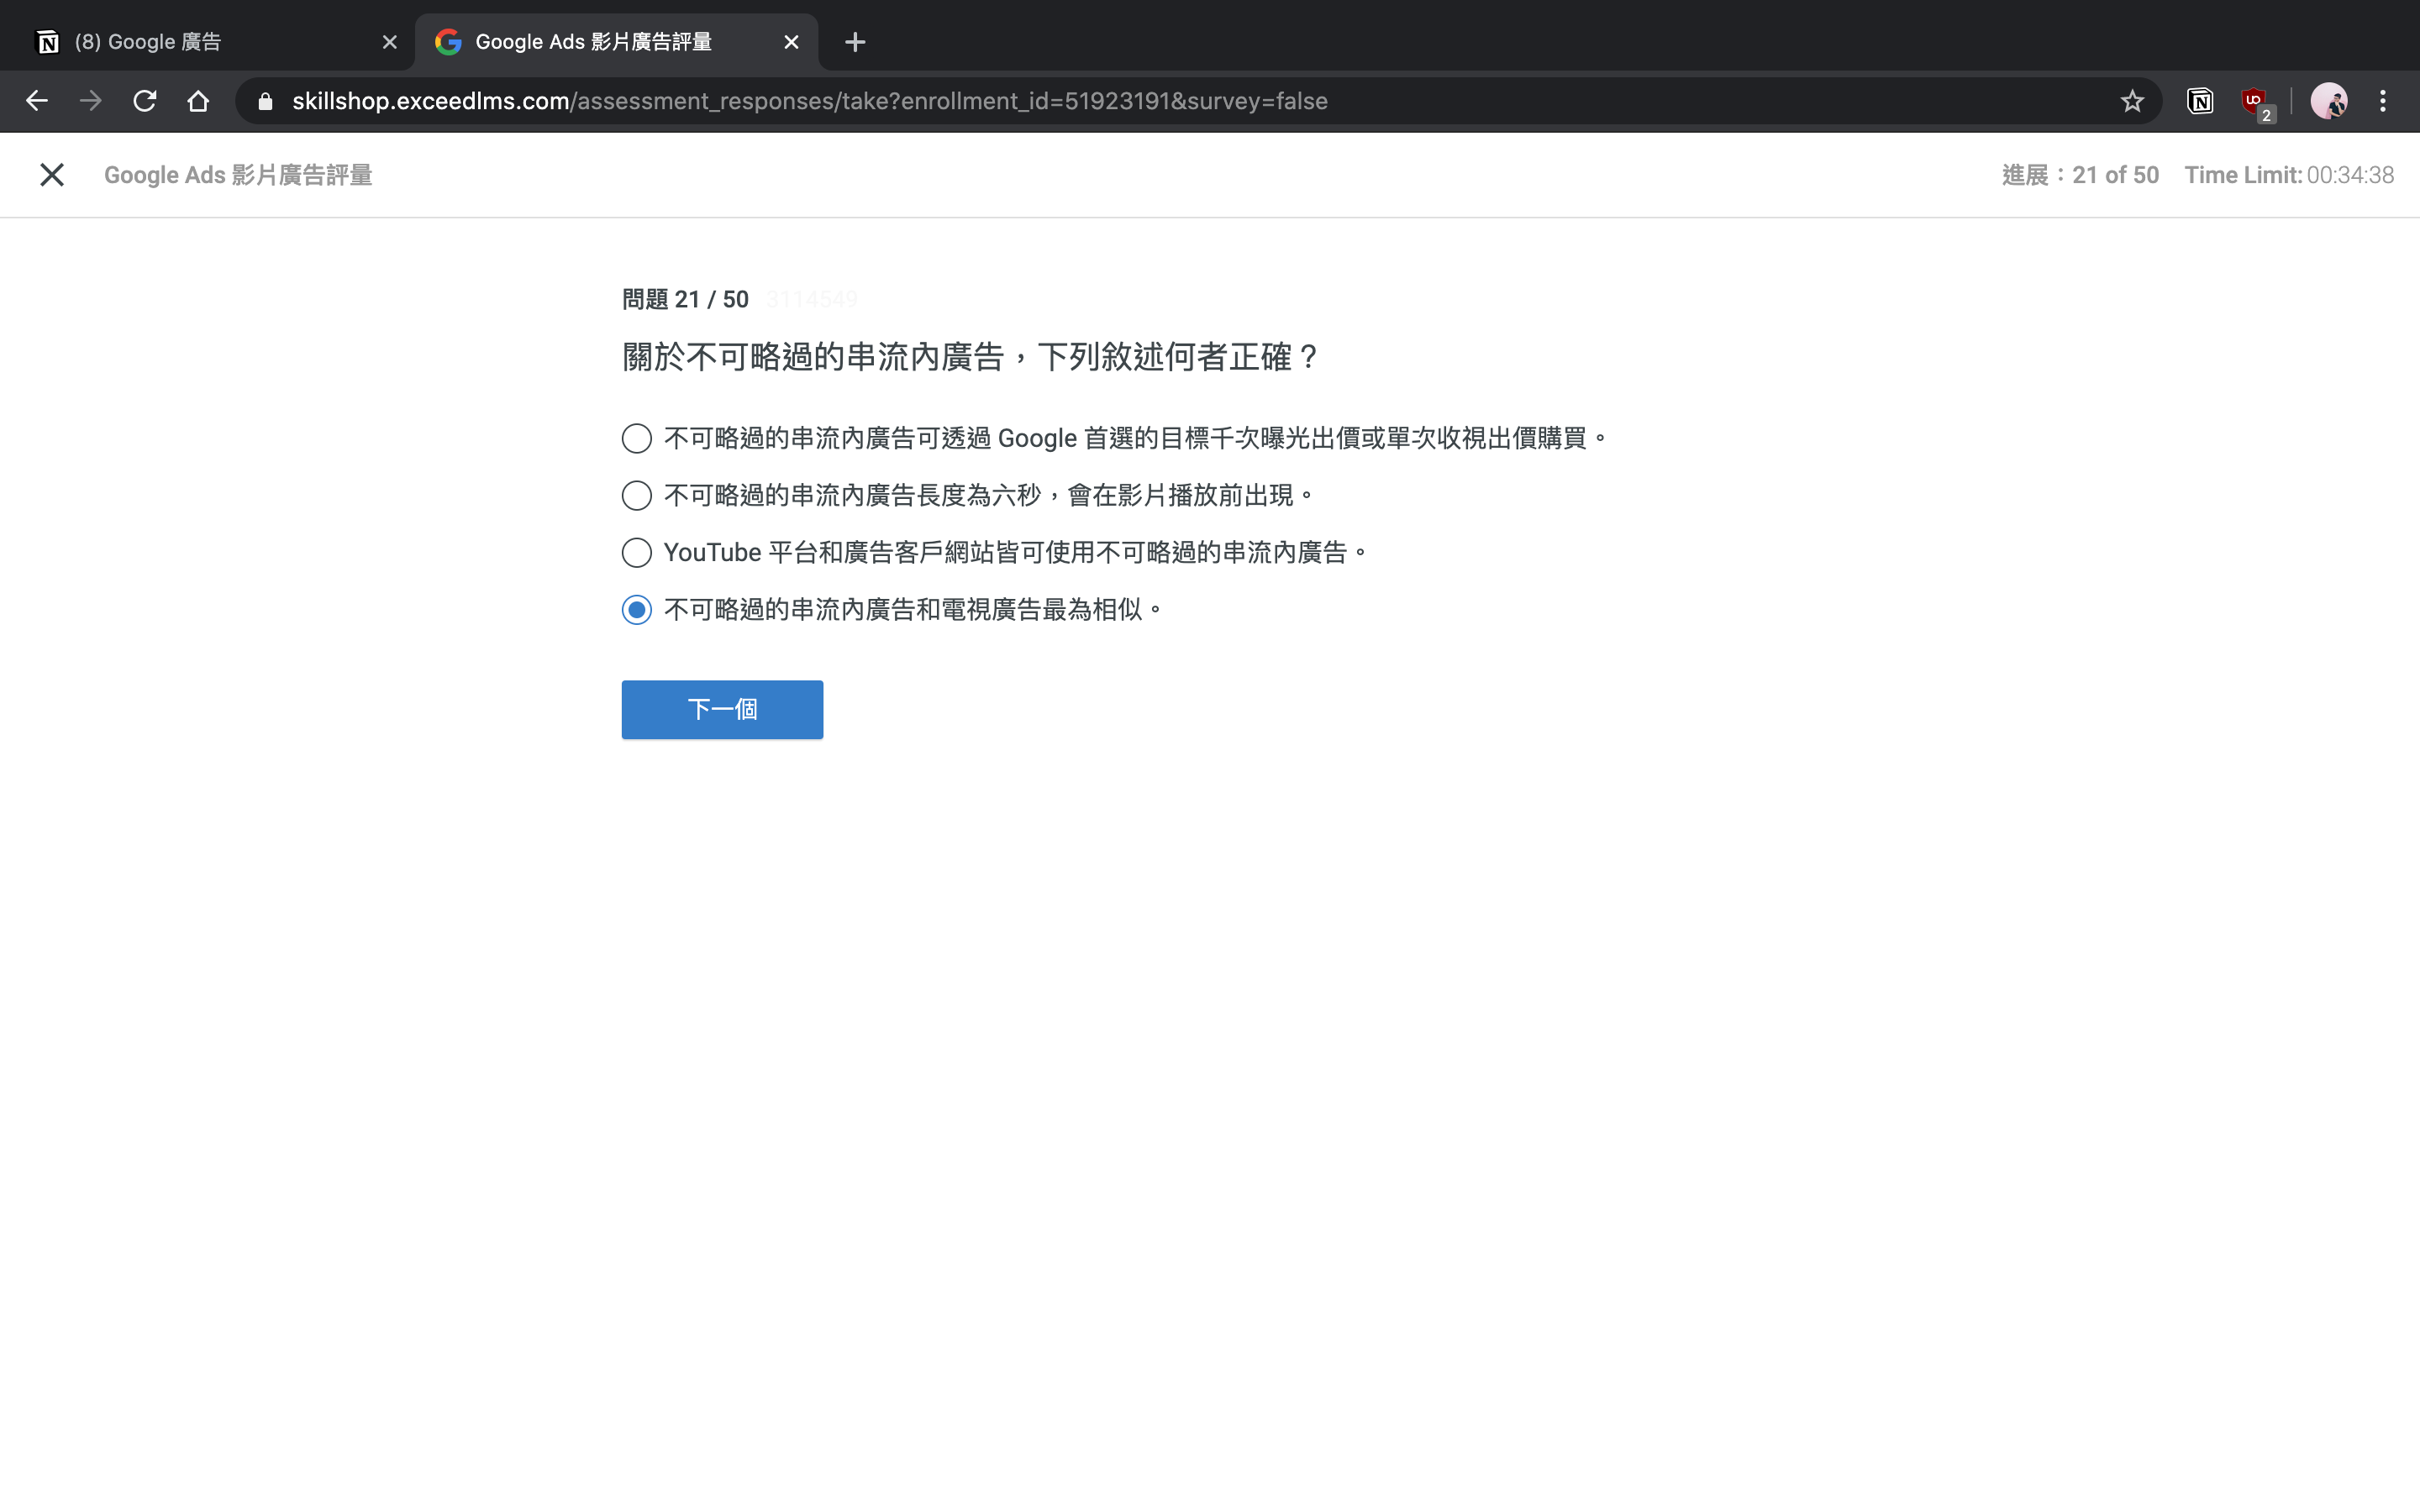 (8) Google 廣告
Google Ads 影片廣告評量
skillshop.exceedlms.com/assessment_responses/take?enrollment_id=51923191&survey=false
2
Google Ads 影片廣告評量
進展：21 of 50 Time Limit: 00:34:38
問題 21 / 50 3114549
關於不可略過的串流內廣告，下列敘述何者正確？
不可略過的串流內廣告可透過 Google 首選的目標千次曝光出價或單次收視出價購買。
不可略過的串流內廣告長度為六秒，會在影片播放前出現。
YouTube 平台和廣告客戶網站皆可使用不可略過的串流內廣告。
不可略過的串流內廣告和電視廣告最為相似。
下一個